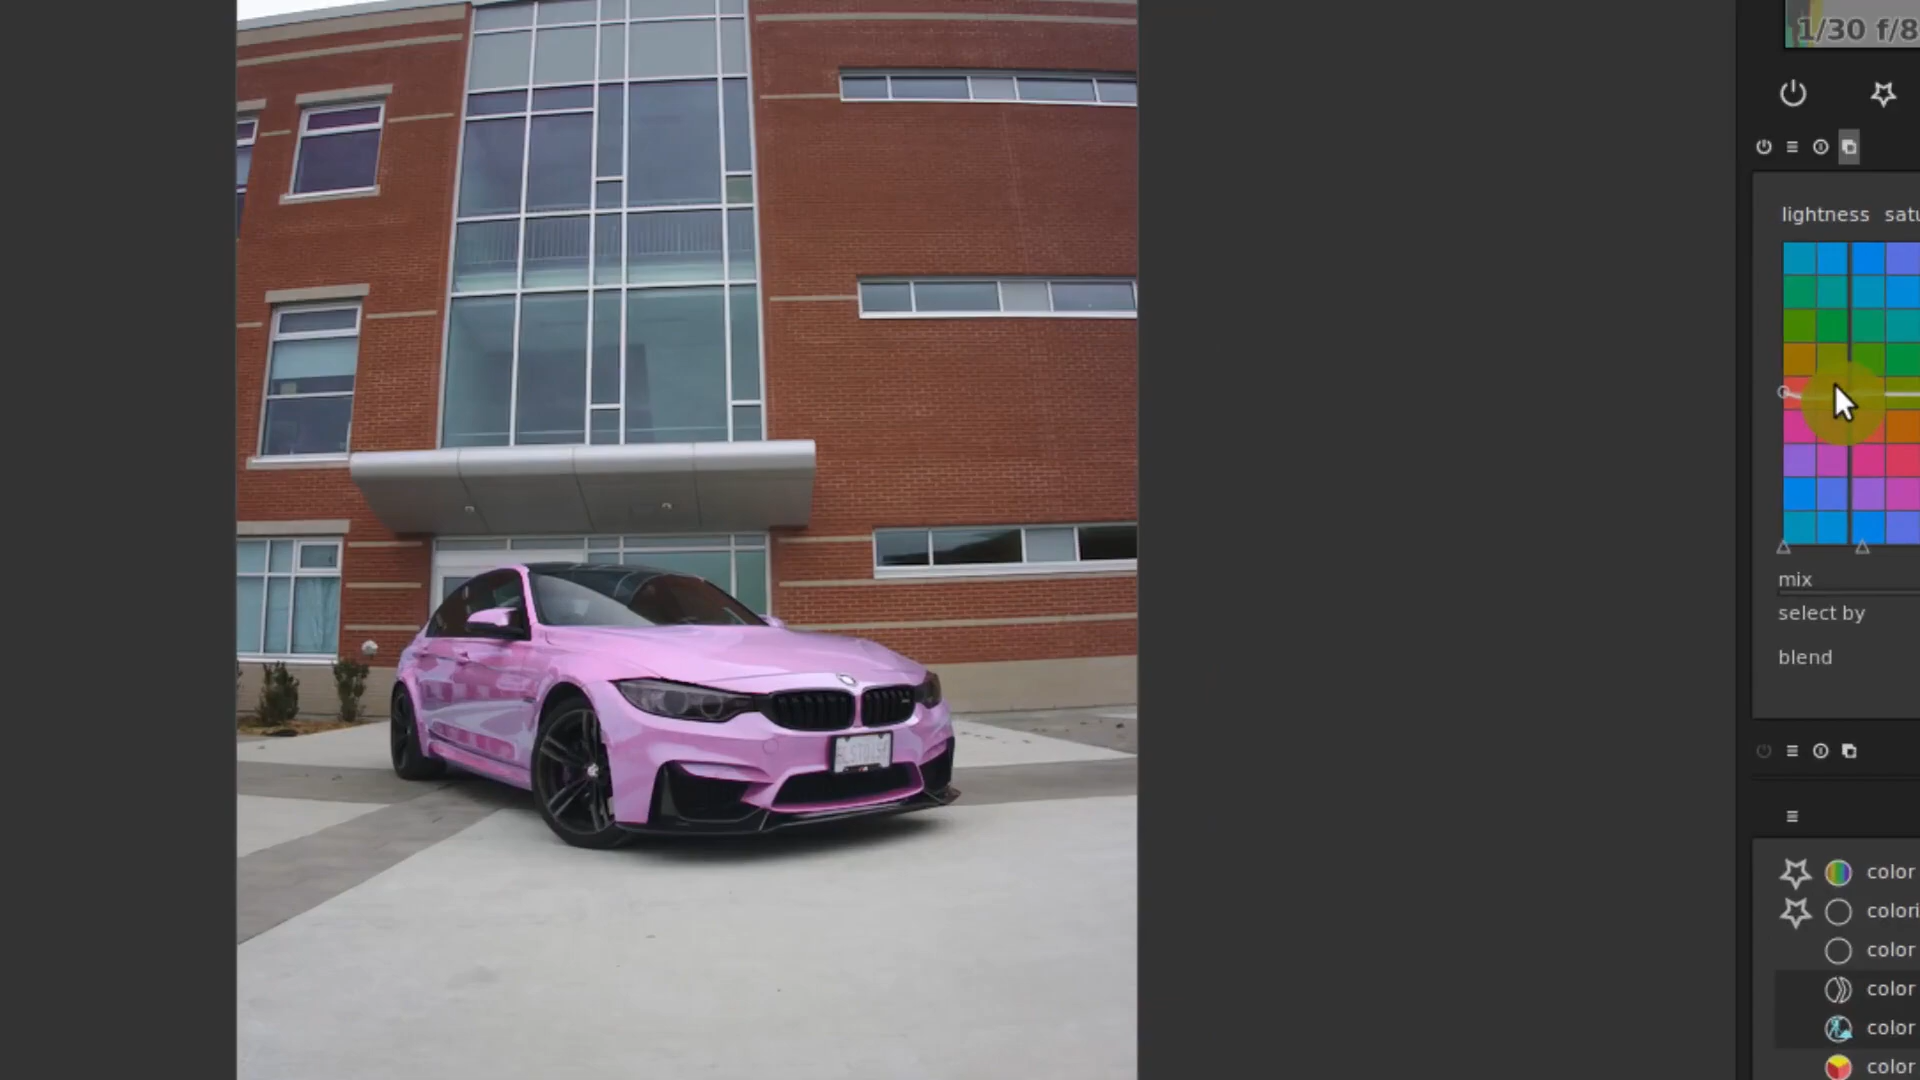 1/30 f/8
lightness satu
mix
select by
blend
color
colori
color
color
color
color